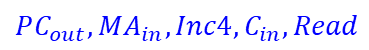 PC_out, MA_in, Inc4, C_in, Read